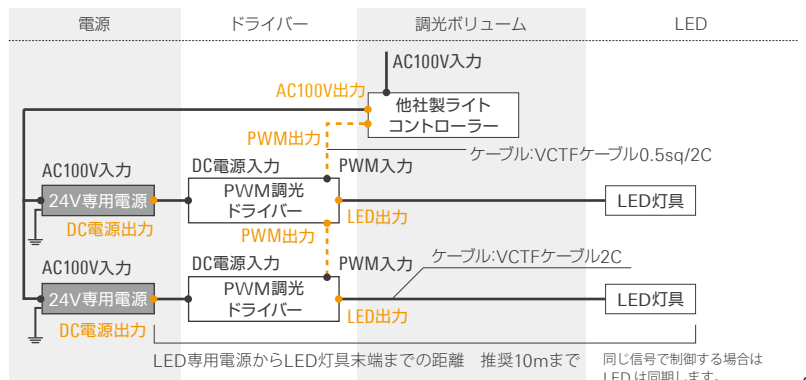 電源
ドライバー
調光ボリューム
LED
AC100V入力
AC100V出力
他社製ライト
コントローラー
PWM出力
ケーブル:VCTFケーブル0.5sq/2C
AC100V入力
DC電源入力
PWM入力
24V専用電源
PWM調光
ドライバー
LED灯具
LED出力
DC電源出力
PWM出力
AC100V入力
DC電源入力
PWM入力
ケーブル:VCTFケーブル2C
24V専用電源
PWM調光
ドライバー
LED灯具
LED出力
DC電源出力
LED専用電源からLED灯具末端までの距離　推奨10mまで
同じ信号で制御する場合は
LEDは同期します。